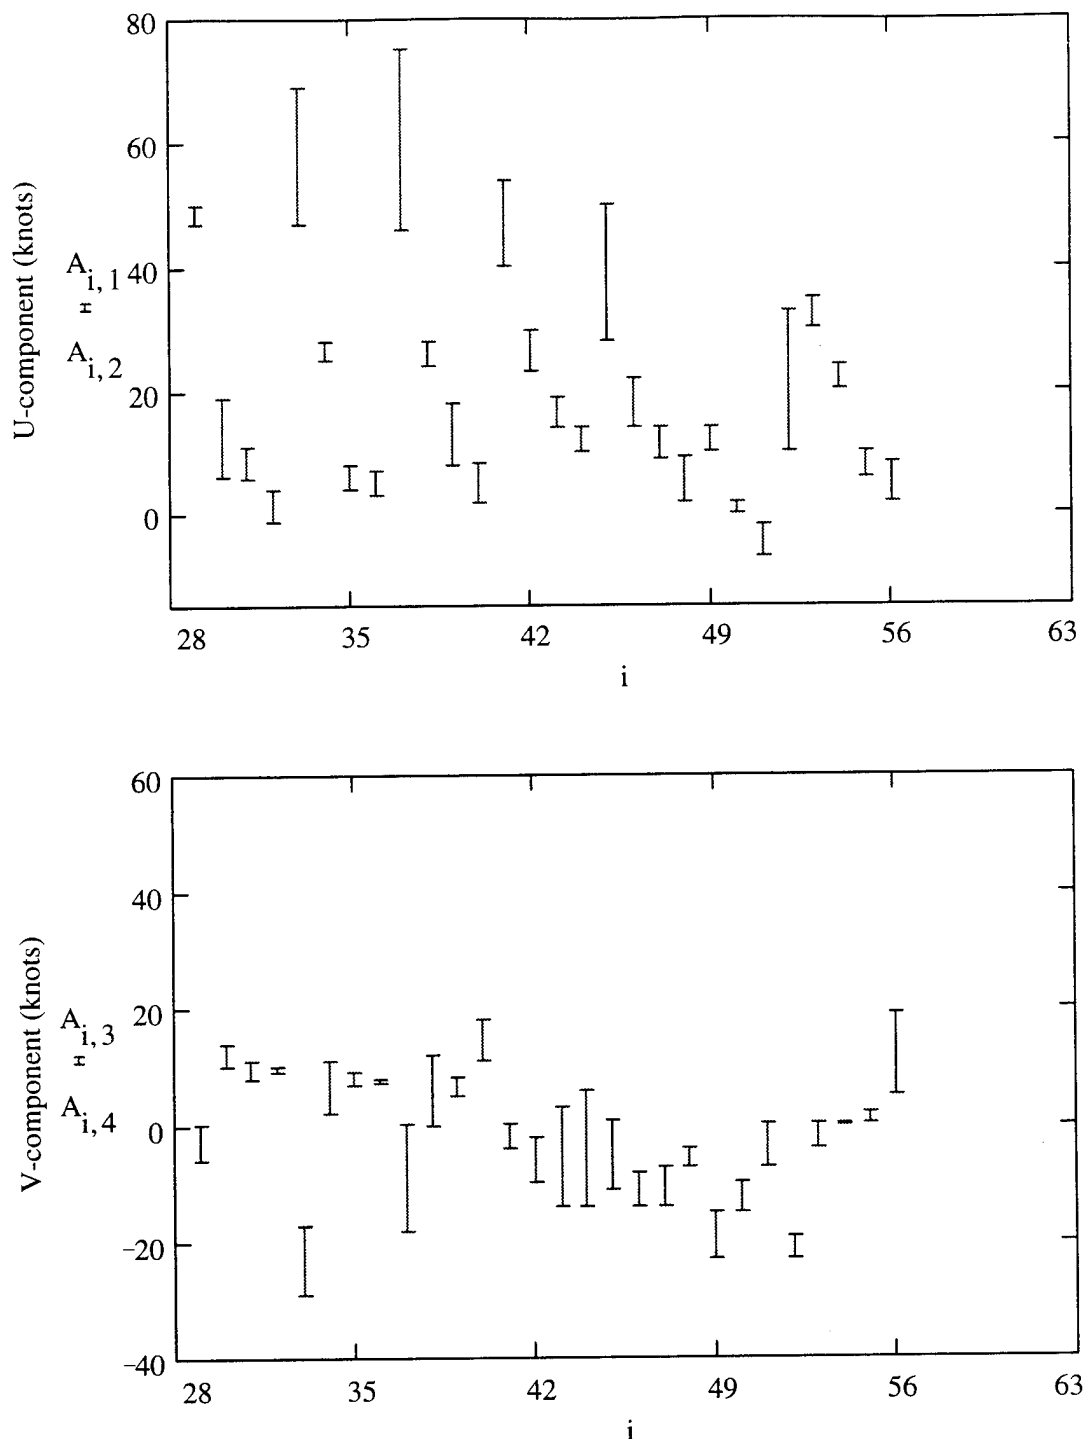 80
60
40
20
0
U-component (knots)
A i, 1
A i, 2
28 35 42 49 56 63
i
60
40
20
0
−20
−40
V-component (knots)
A i, 3
A i, 4
28 35 42 49 56 63
i